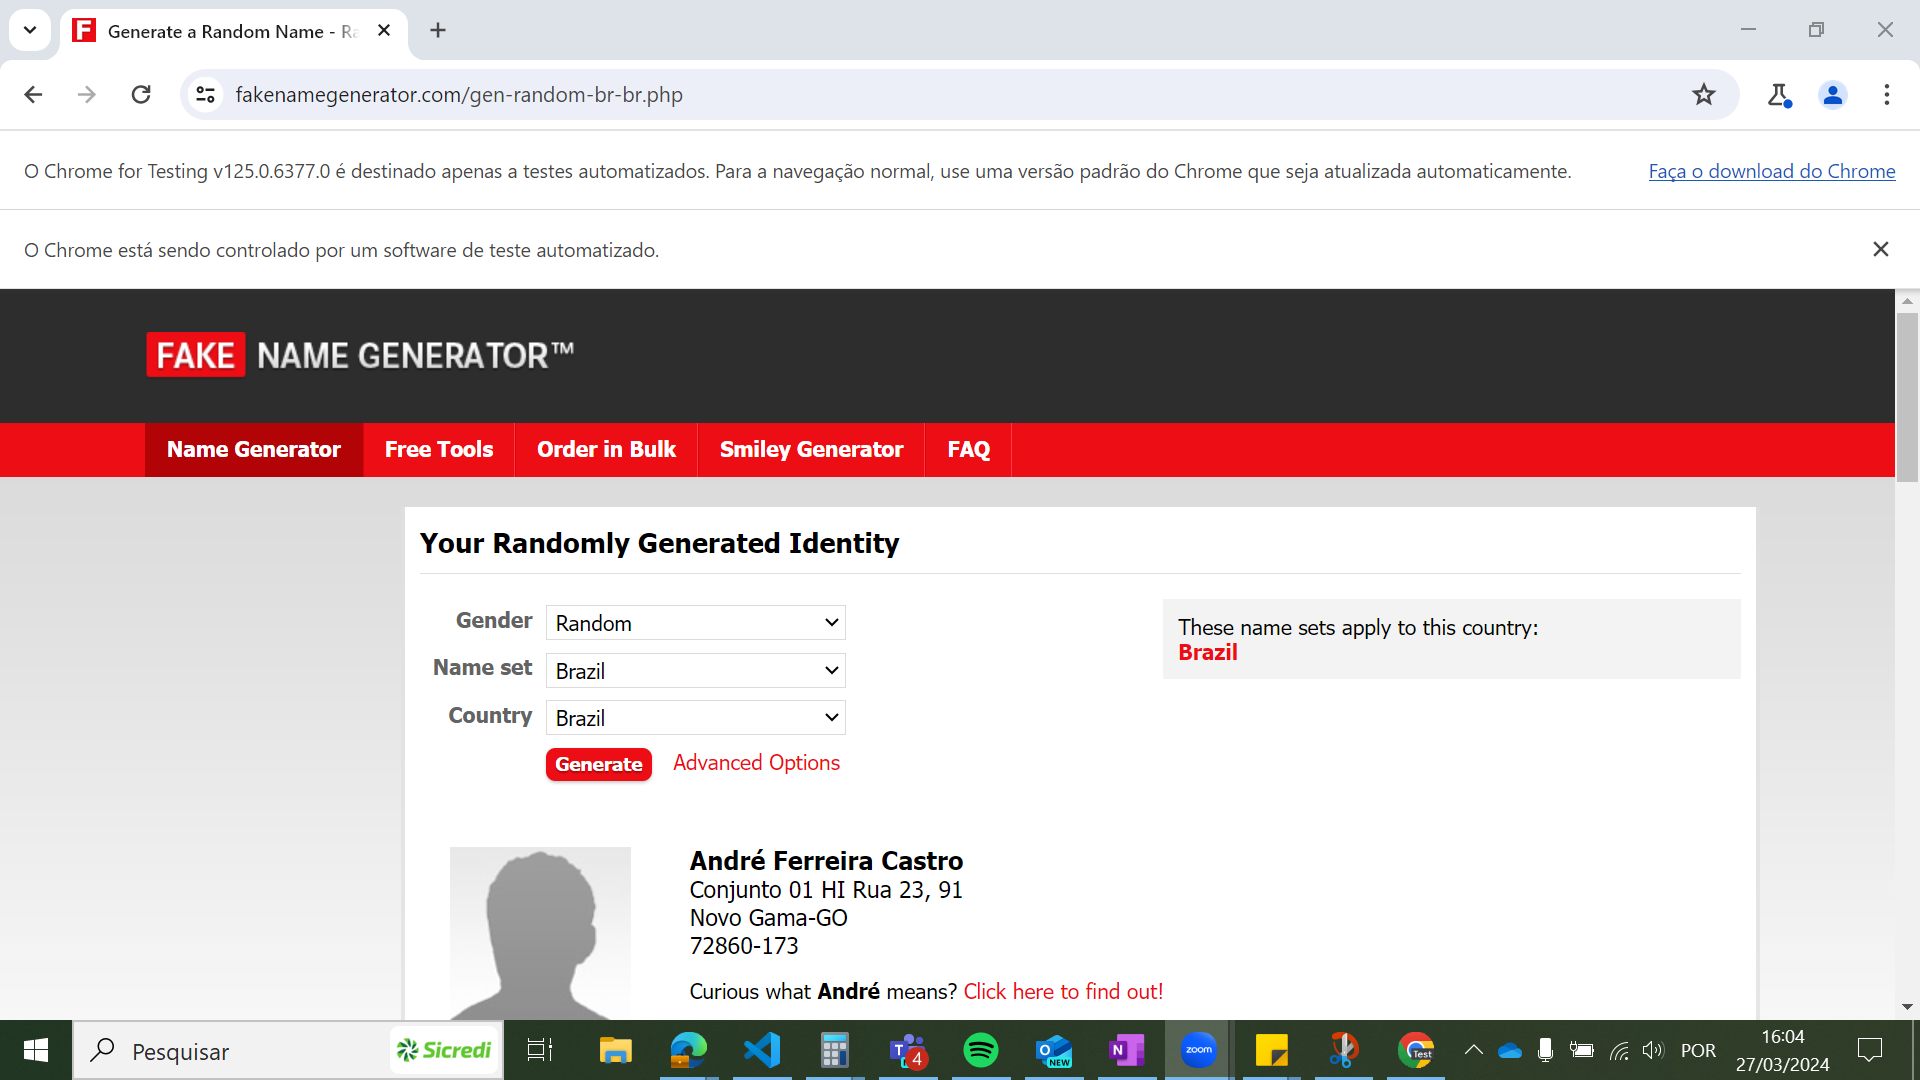 Generate a Random Name - Ra
fakenamegenerator.com/gen-random-br-br.php
O Chrome for Testing v125.0.6377.0 é destinado apenas a testes automatizados. Para a navegação normal, use uma versão padrão do Chrome que seja atualizada automaticamente.
Faça o download do Chrome
O Chrome está sendo controlado por um software de teste automatizado.
FAKE NAME GENERATOR™
Name Generator
Free Tools
Order in Bulk
Smiley Generator
FAQ
Your Randomly Generated Identity
Gender
Random
Name set
Brazil
Country
Brazil
Generate
Advanced Options
These name sets apply to this country:
Brazil
André Ferreira Castro
Conjunto 01 HI Rua 23, 91
Novo Gama-GO
72860-173
Curious what André means? Click here to find out!
Pesquisar
Sicredi
4
NEW
zoom
Test
POR
16:04
27/03/2024